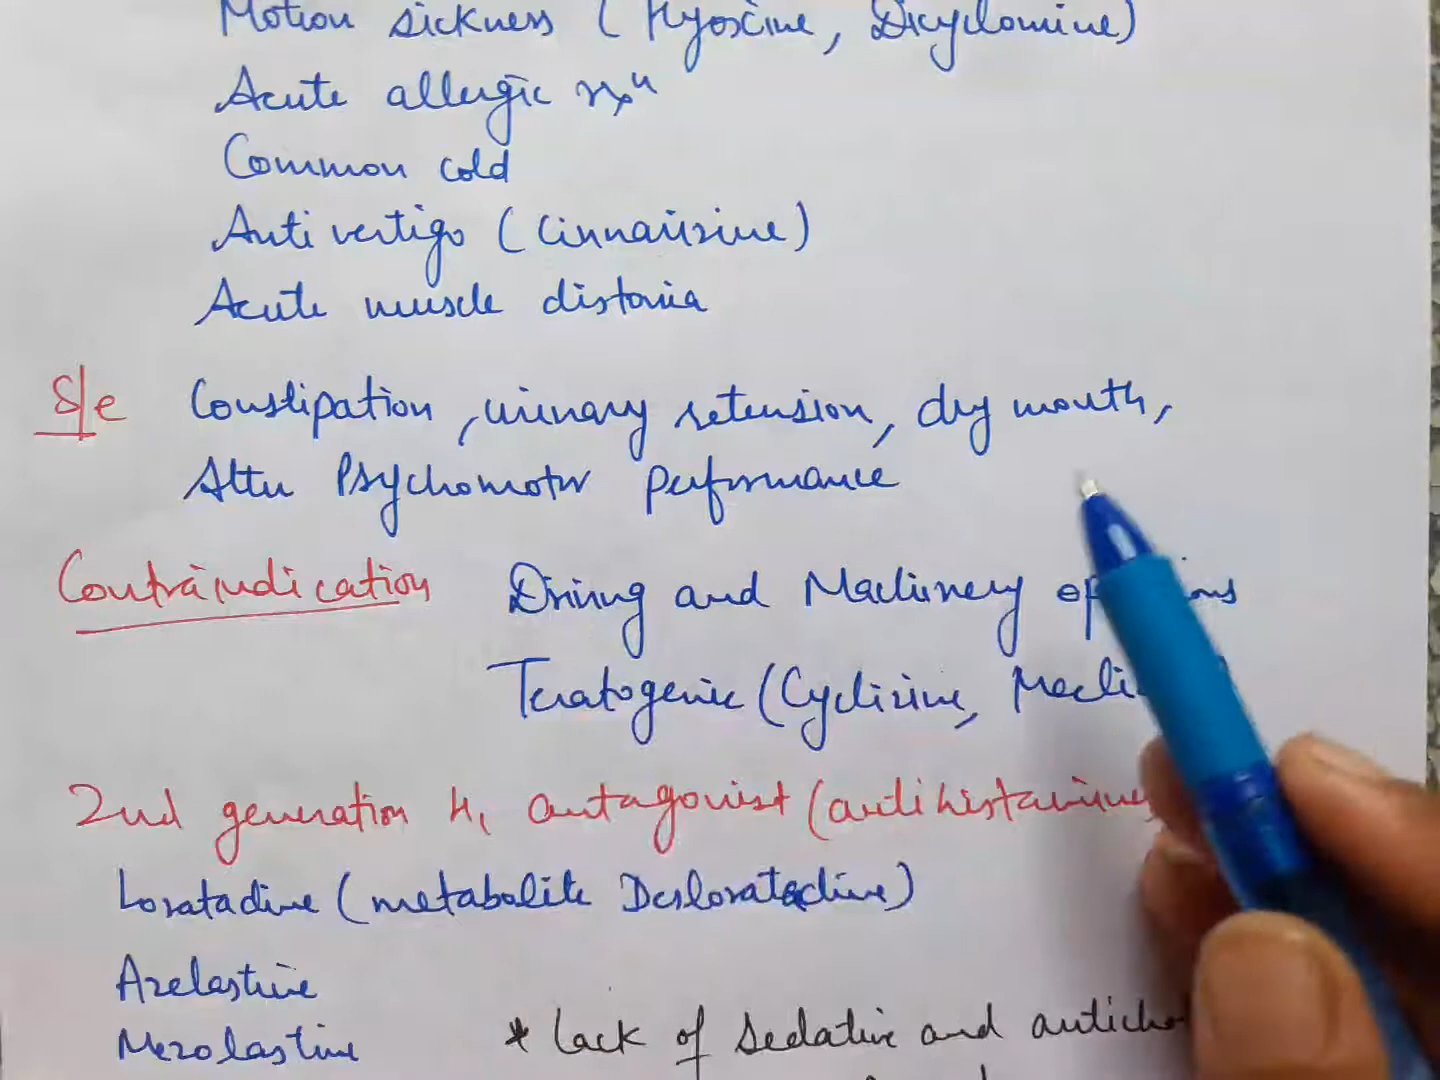 Motion sickness (Hyoscine, Dicyclomine)
Acute allergic rxn
Common cold
Anti vertigo (Cinnarizine)
Acute muscle distonia
S/e Constipation, urinary retension, dry mouth,
Alter Psychomotor performance
Contraindication Driving and Machinery
Teratogenic (Cyclizine,
2nd generation H1 antagonist (antihistamines
Loratadine (metabolite Desloratadine)
Azelastine
Mezolastine * Lack of sedative and